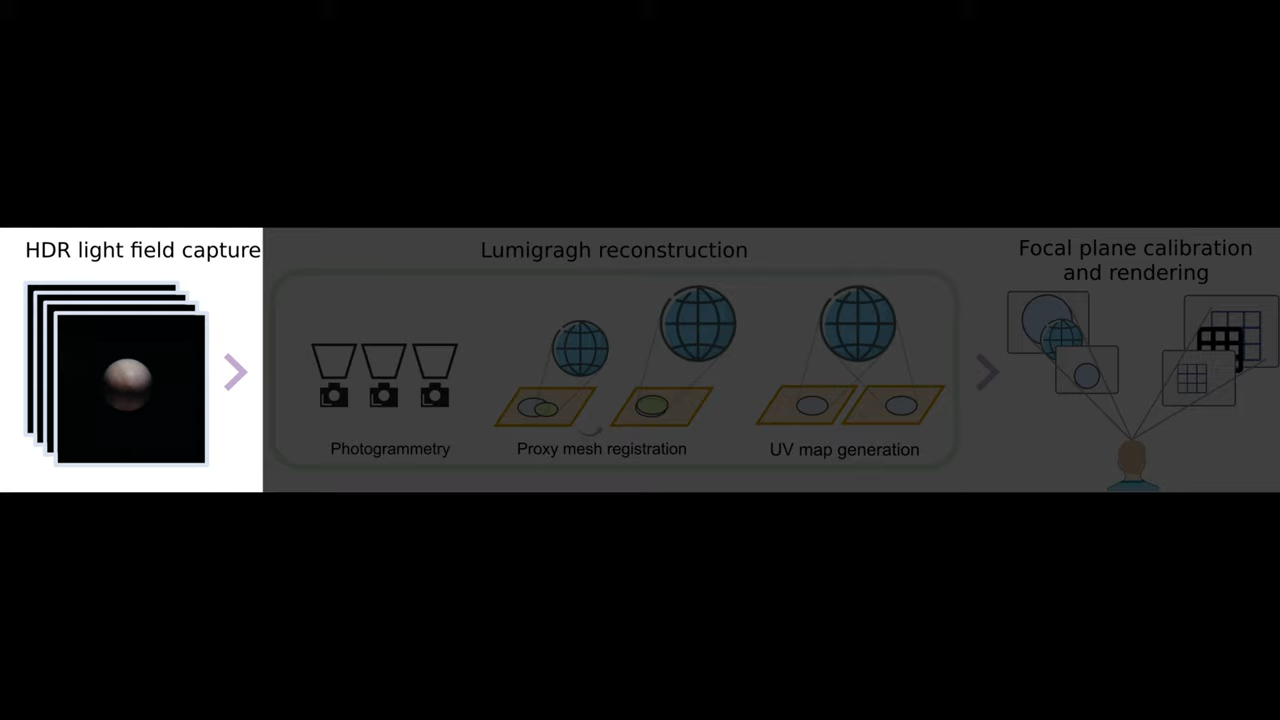 HDR light field capture
Lumigragh reconstruction
Focal plane calibration
and rendering
Photogrammetry
Proxy mesh registration
UV map generation